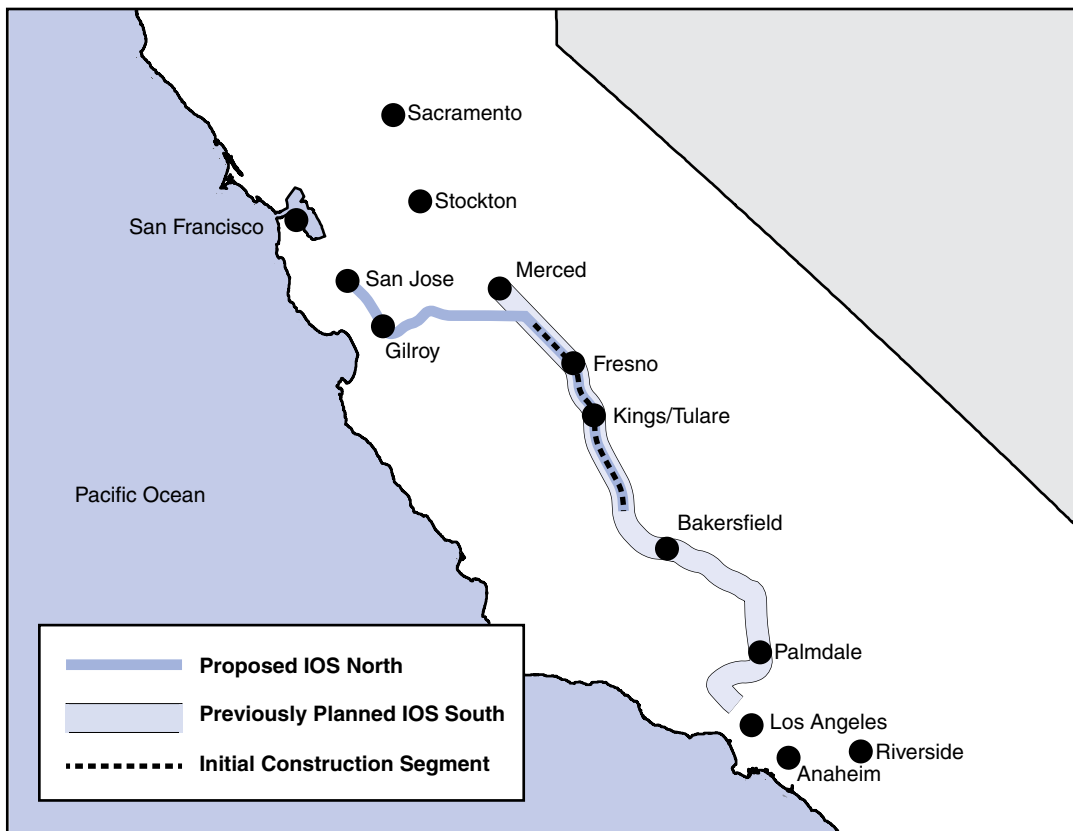 Sacramento
Stockton
San Francisco
San Jose
Merced
Gilroy
Fresno
Kings/Tulare
Pacific Ocean
Bakersfield
Palmdale
Los Angeles
Riverside
Anaheim
Proposed IOS North
Previously Planned IOS South
Initial Construction Segment